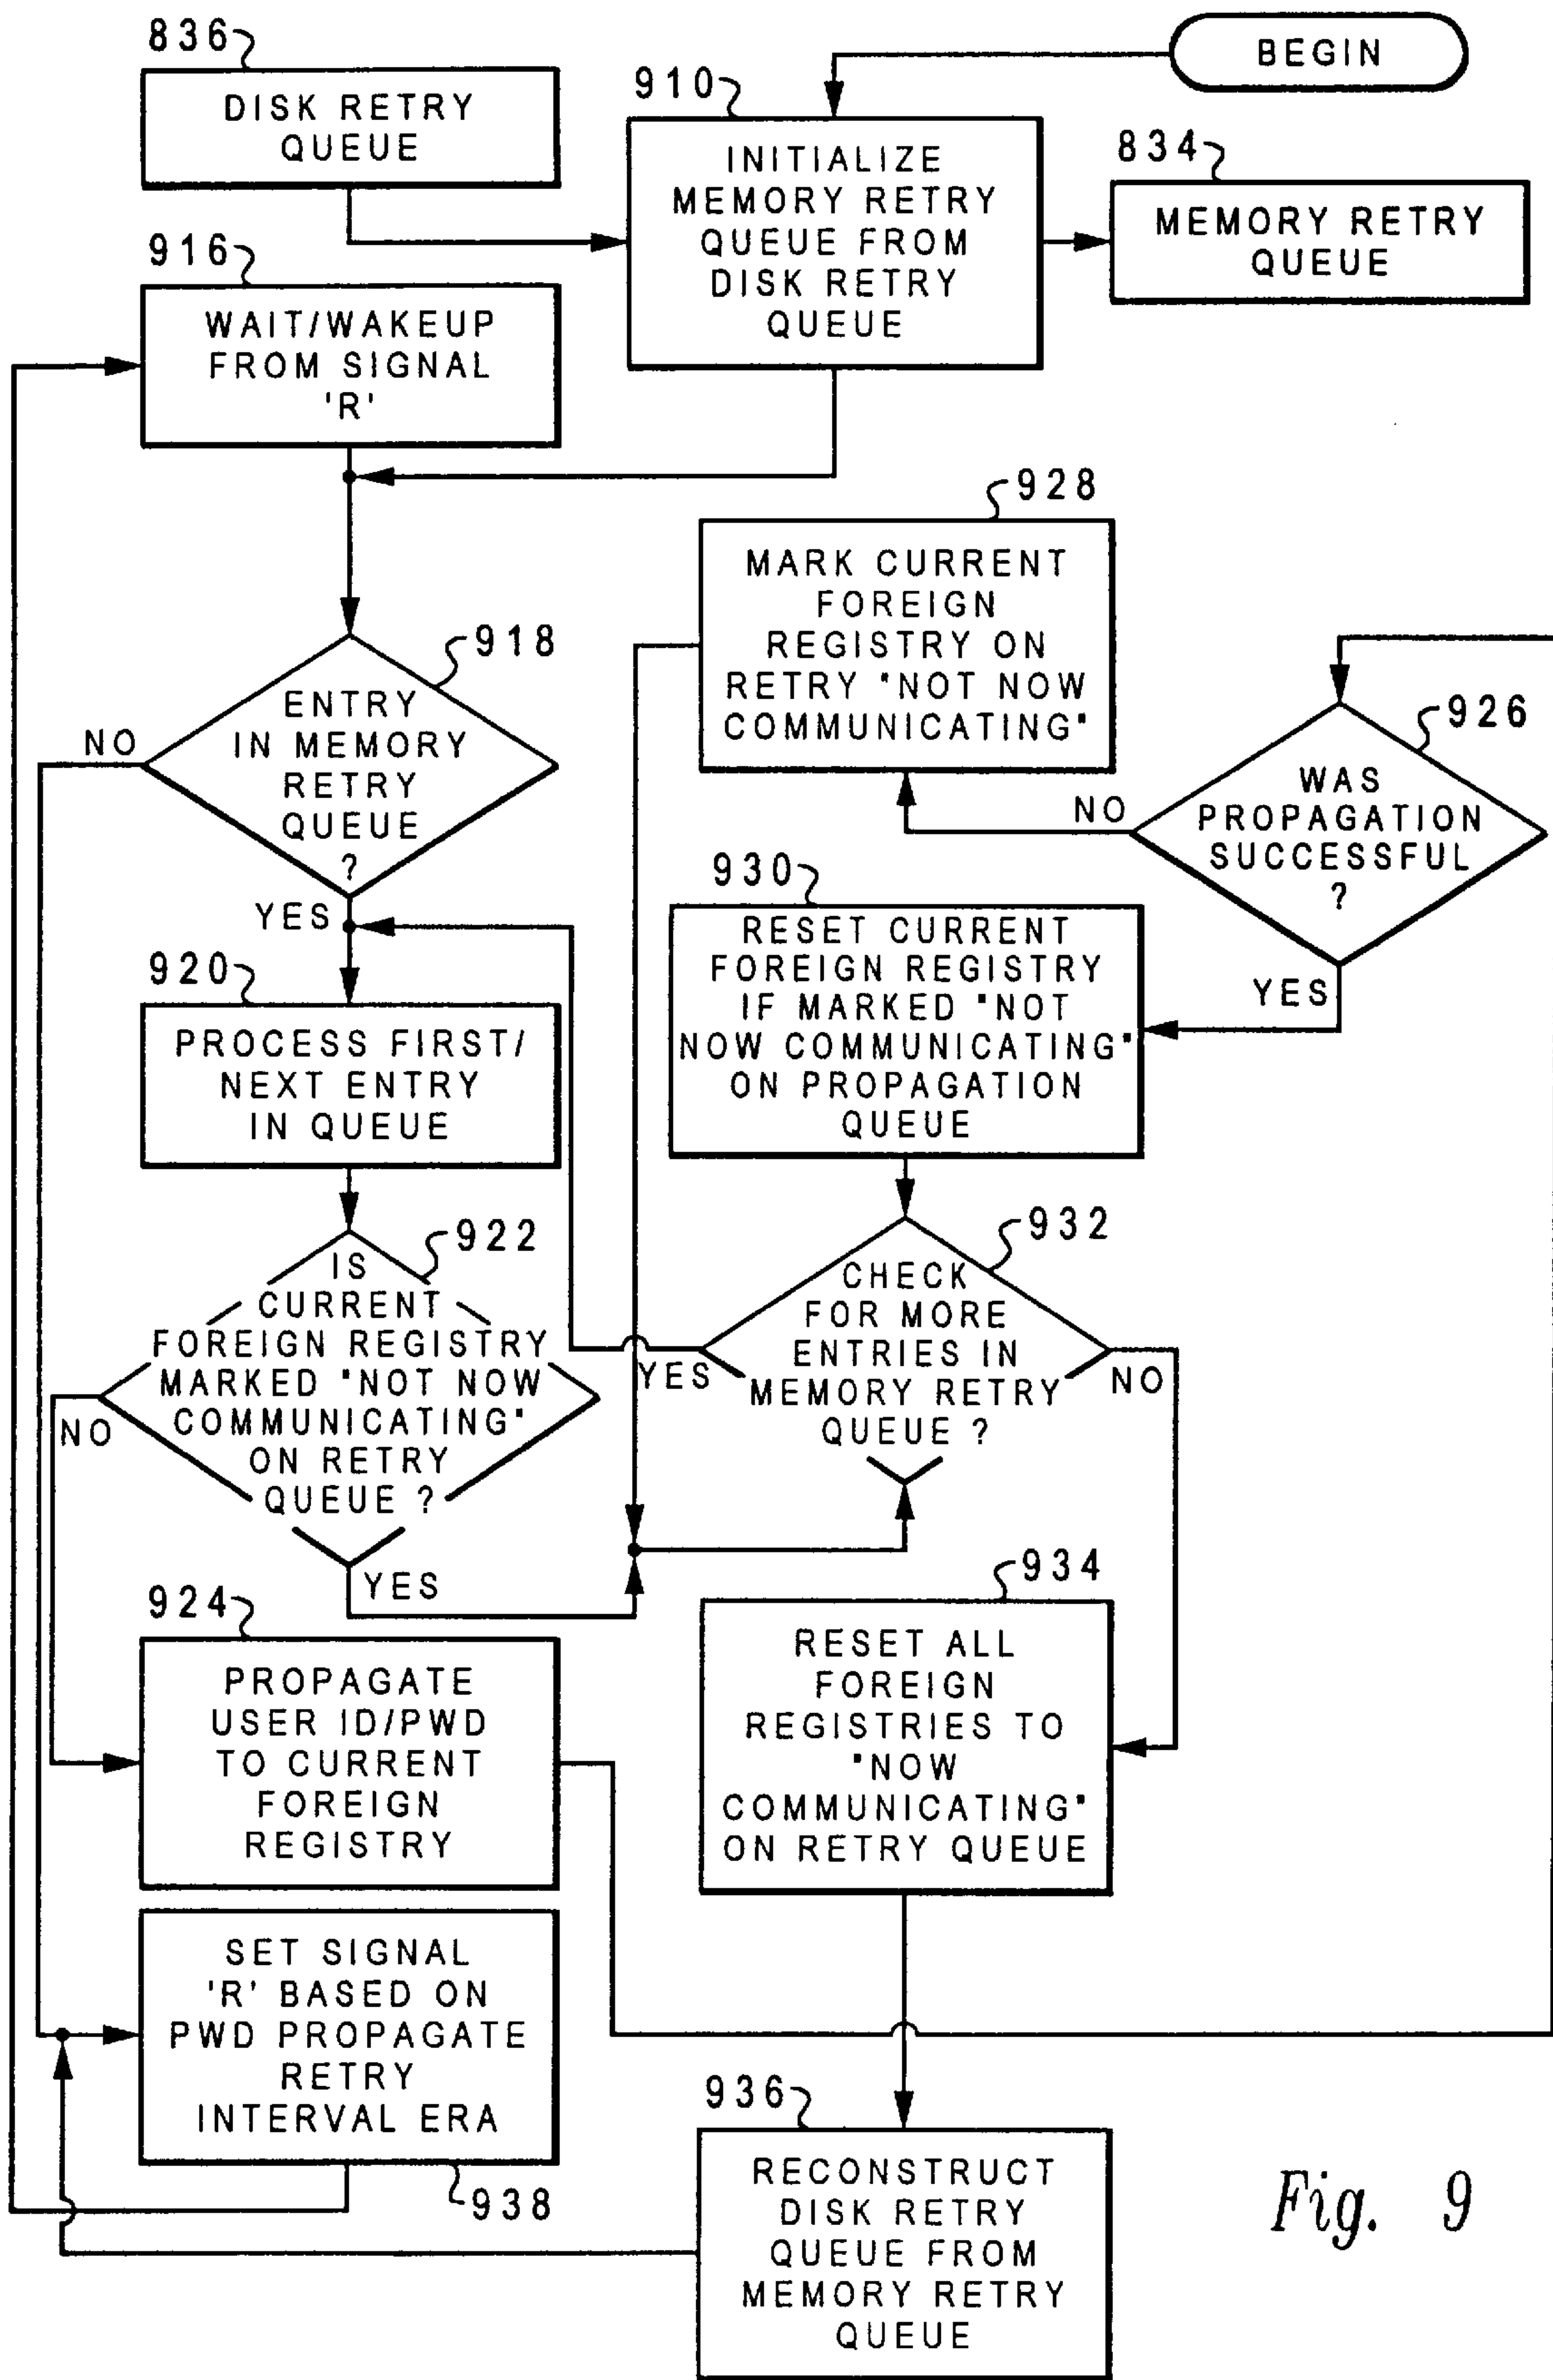 836
DISK RETRY
QUEUE
BEGIN
910
INITIALIZE
MEMORY RETRY
QUEUE FROM
DISK RETRY
QUEUE
834
MEMORY RETRY
QUEUE
916
WAIT/WAKEUP
FROM SIGNAL
'R'
918
ENTRY
IN MEMORY
RETRY
QUEUE
?
NO
YES
928
MARK CURRENT
FOREIGN
REGISTRY ON
RETRY "NOT NOW
COMMUNICATING"
926
WAS
PROPAGATION
SUCCESSFUL
?
NO
YES
930
RESET CURRENT
FOREIGN REGISTRY
IF MARKED "NOT
NOW COMMUNICATING"
ON PROPAGATION
QUEUE
920
PROCESS FIRST/
NEXT ENTRY
IN QUEUE
922
IS
CURRENT
FOREIGN REGISTRY
MARKED "NOT NOW
COMMUNICATING"
ON RETRY
QUEUE ?
NO
YES
932
CHECK
FOR MORE
ENTRIES IN
MEMORY RETRY
QUEUE ?
YES
NO
924
PROPAGATE
USER ID/PWD
TO CURRENT
FOREIGN
REGISTRY
934
RESET ALL
FOREIGN
REGISTRIES TO
"NOW
COMMUNICATING"
ON RETRY QUEUE
SET SIGNAL
'R' BASED ON
PWD PROPAGATE
RETRY
INTERVAL ERA
938
936
RECONSTRUCT
DISK RETRY
QUEUE FROM
MEMORY RETRY
QUEUE
Fig. 9